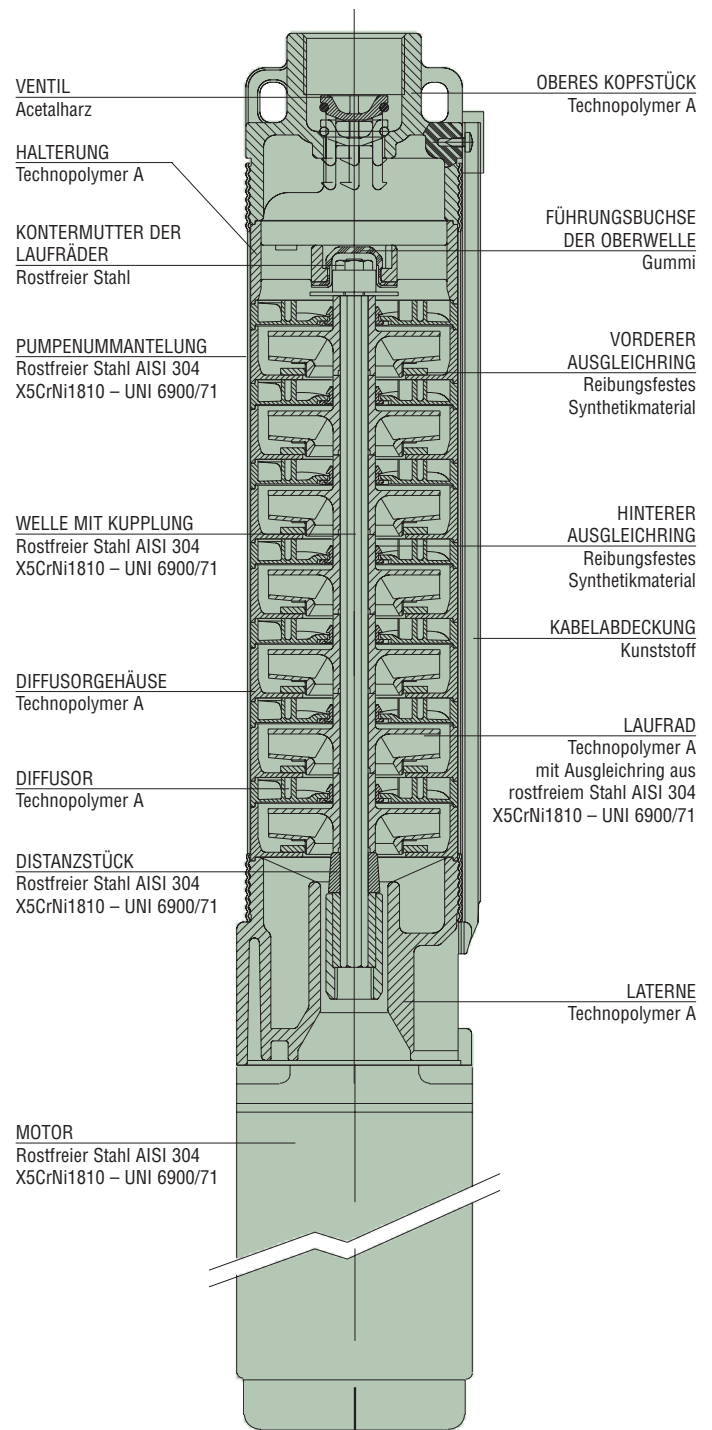 VENTIL
Acetalharz
HALTERUNG
Technopolymer A
KONTERMUTTER DER
LAUFRÄDER
Rostfreier Stahl
PUMPENUMMANTELUNG
Rostfreier Stahl AISI 304
X5CrNi1810 – UNI 6900/71
WELLE MIT KUPPLUNG
Rostfreier Stahl AISI 304
X5CrNi1810 – UNI 6900/71
DIFFUSORGEHÄUSE
Technopolymer A
DIFFUSOR
Technopolymer A
DISTANZSTÜCK
Rostfreier Stahl AISI 304
X5CrNi1810 – UNI 6900/71
MOTOR
Rostfreier Stahl AISI 304
X5CrNi1810 – UNI 6900/71
OBERES KOPFSTÜCK
Technopolymer A
FÜHRUNGSBUCHSE
DER OBERWELLE
Gummi
VORDERER
AUSGLEICHRING
Reibungsfestes
Synthetikmaterial
HINTERER
AUSGLEICHRING
Reibungsfestes
Synthetikmaterial
KABELABDECKUNG
Kunststoff
LAUFRAD
Technopolymer A
mit Ausgleichring aus
rostfreiem Stahl AISI 304
X5CrNi1810 – UNI 6900/71
LATERNE
Technopolymer A